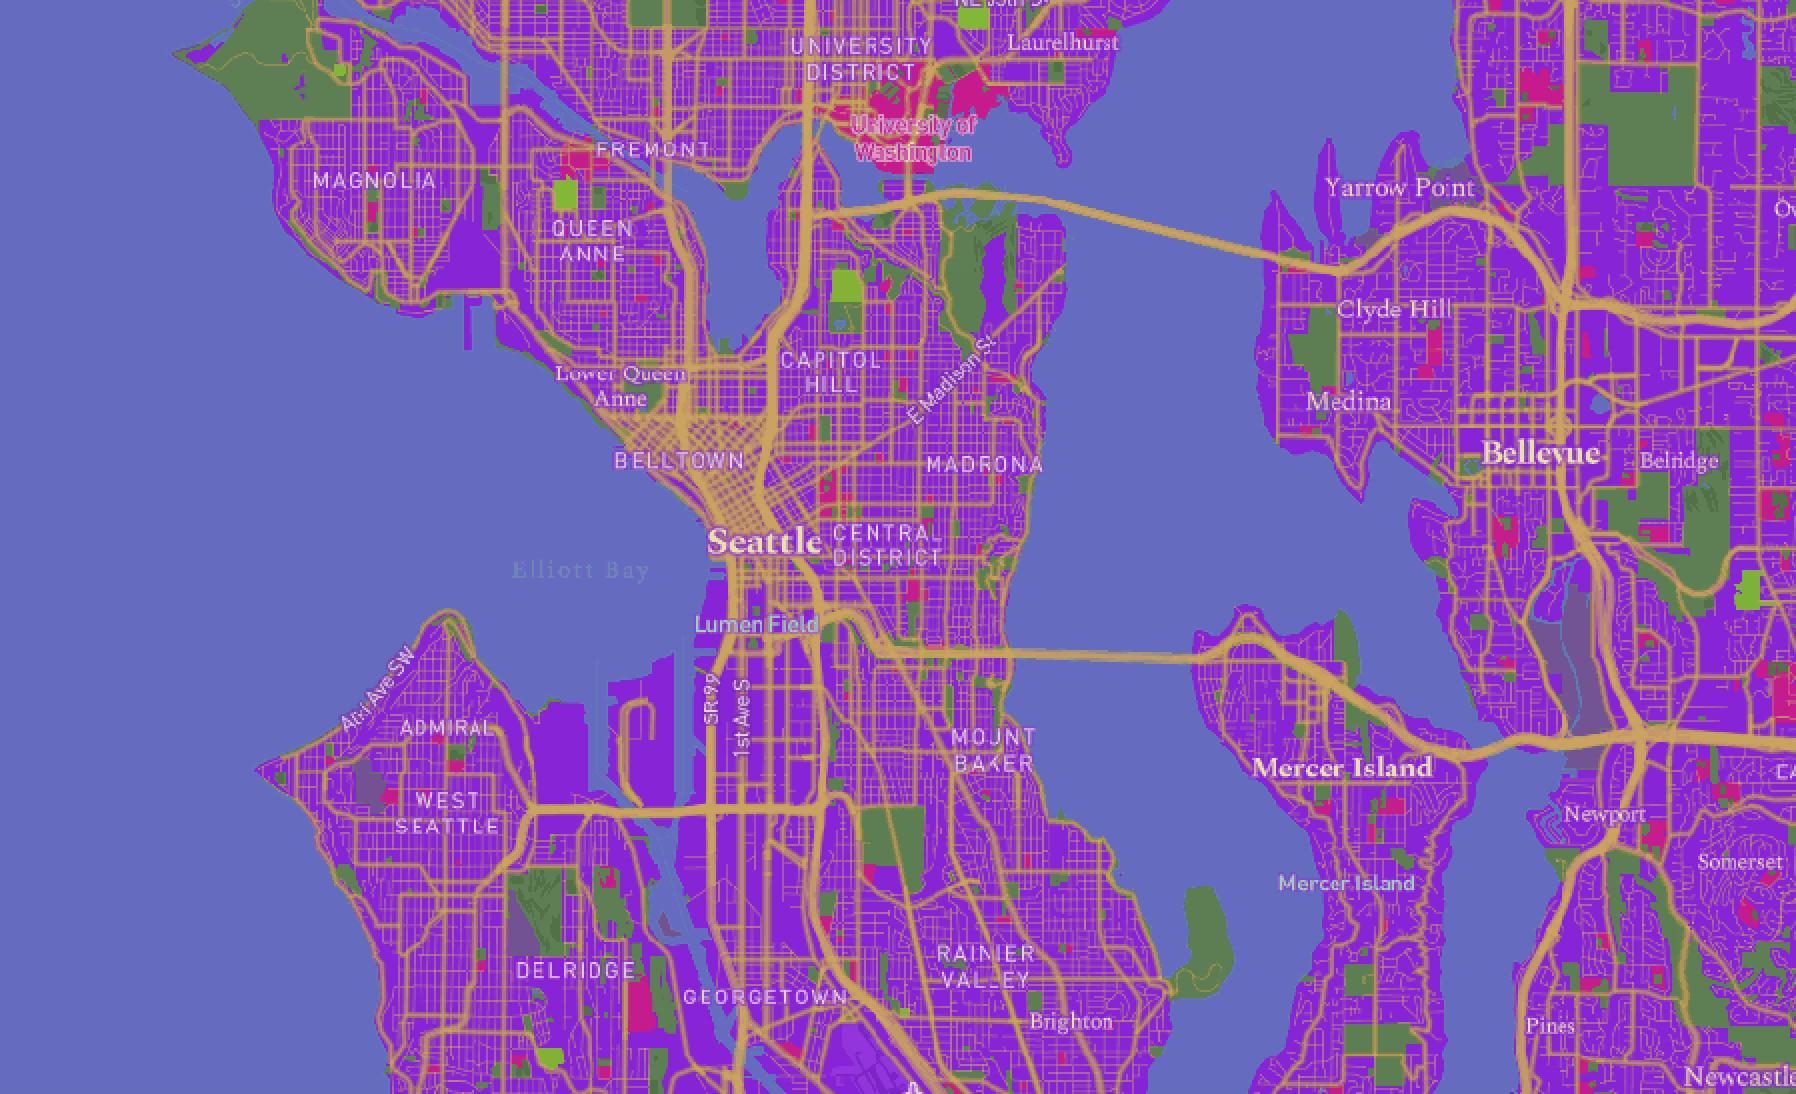 NE 45th St
UNIVERSITY
DISTRICT
Laurelhurst
University of
Washington
FREMONT
MAGNOLIA
Yarrow Point
QUEEN
ANNE
Clyde Hill
CAPITOL
HILL
Lower Queen
Anne
E Madison St
Medina
BELLTOWN
MADRONA
Bellevue
Belridge
Seattle
CENTRAL
DISTRICT
Elliott Bay
Lumen Field
Alki Ave SW
SR-99
1st Ave S
ADMIRAL
MOUNT
BAKER
Mercer Island
WEST
SEATTLE
Newport
Somerset
Mercer Island
RAINIER
VALLEY
DELRIDGE
GEORGETOWN
Brighton
Pines
Newcastle